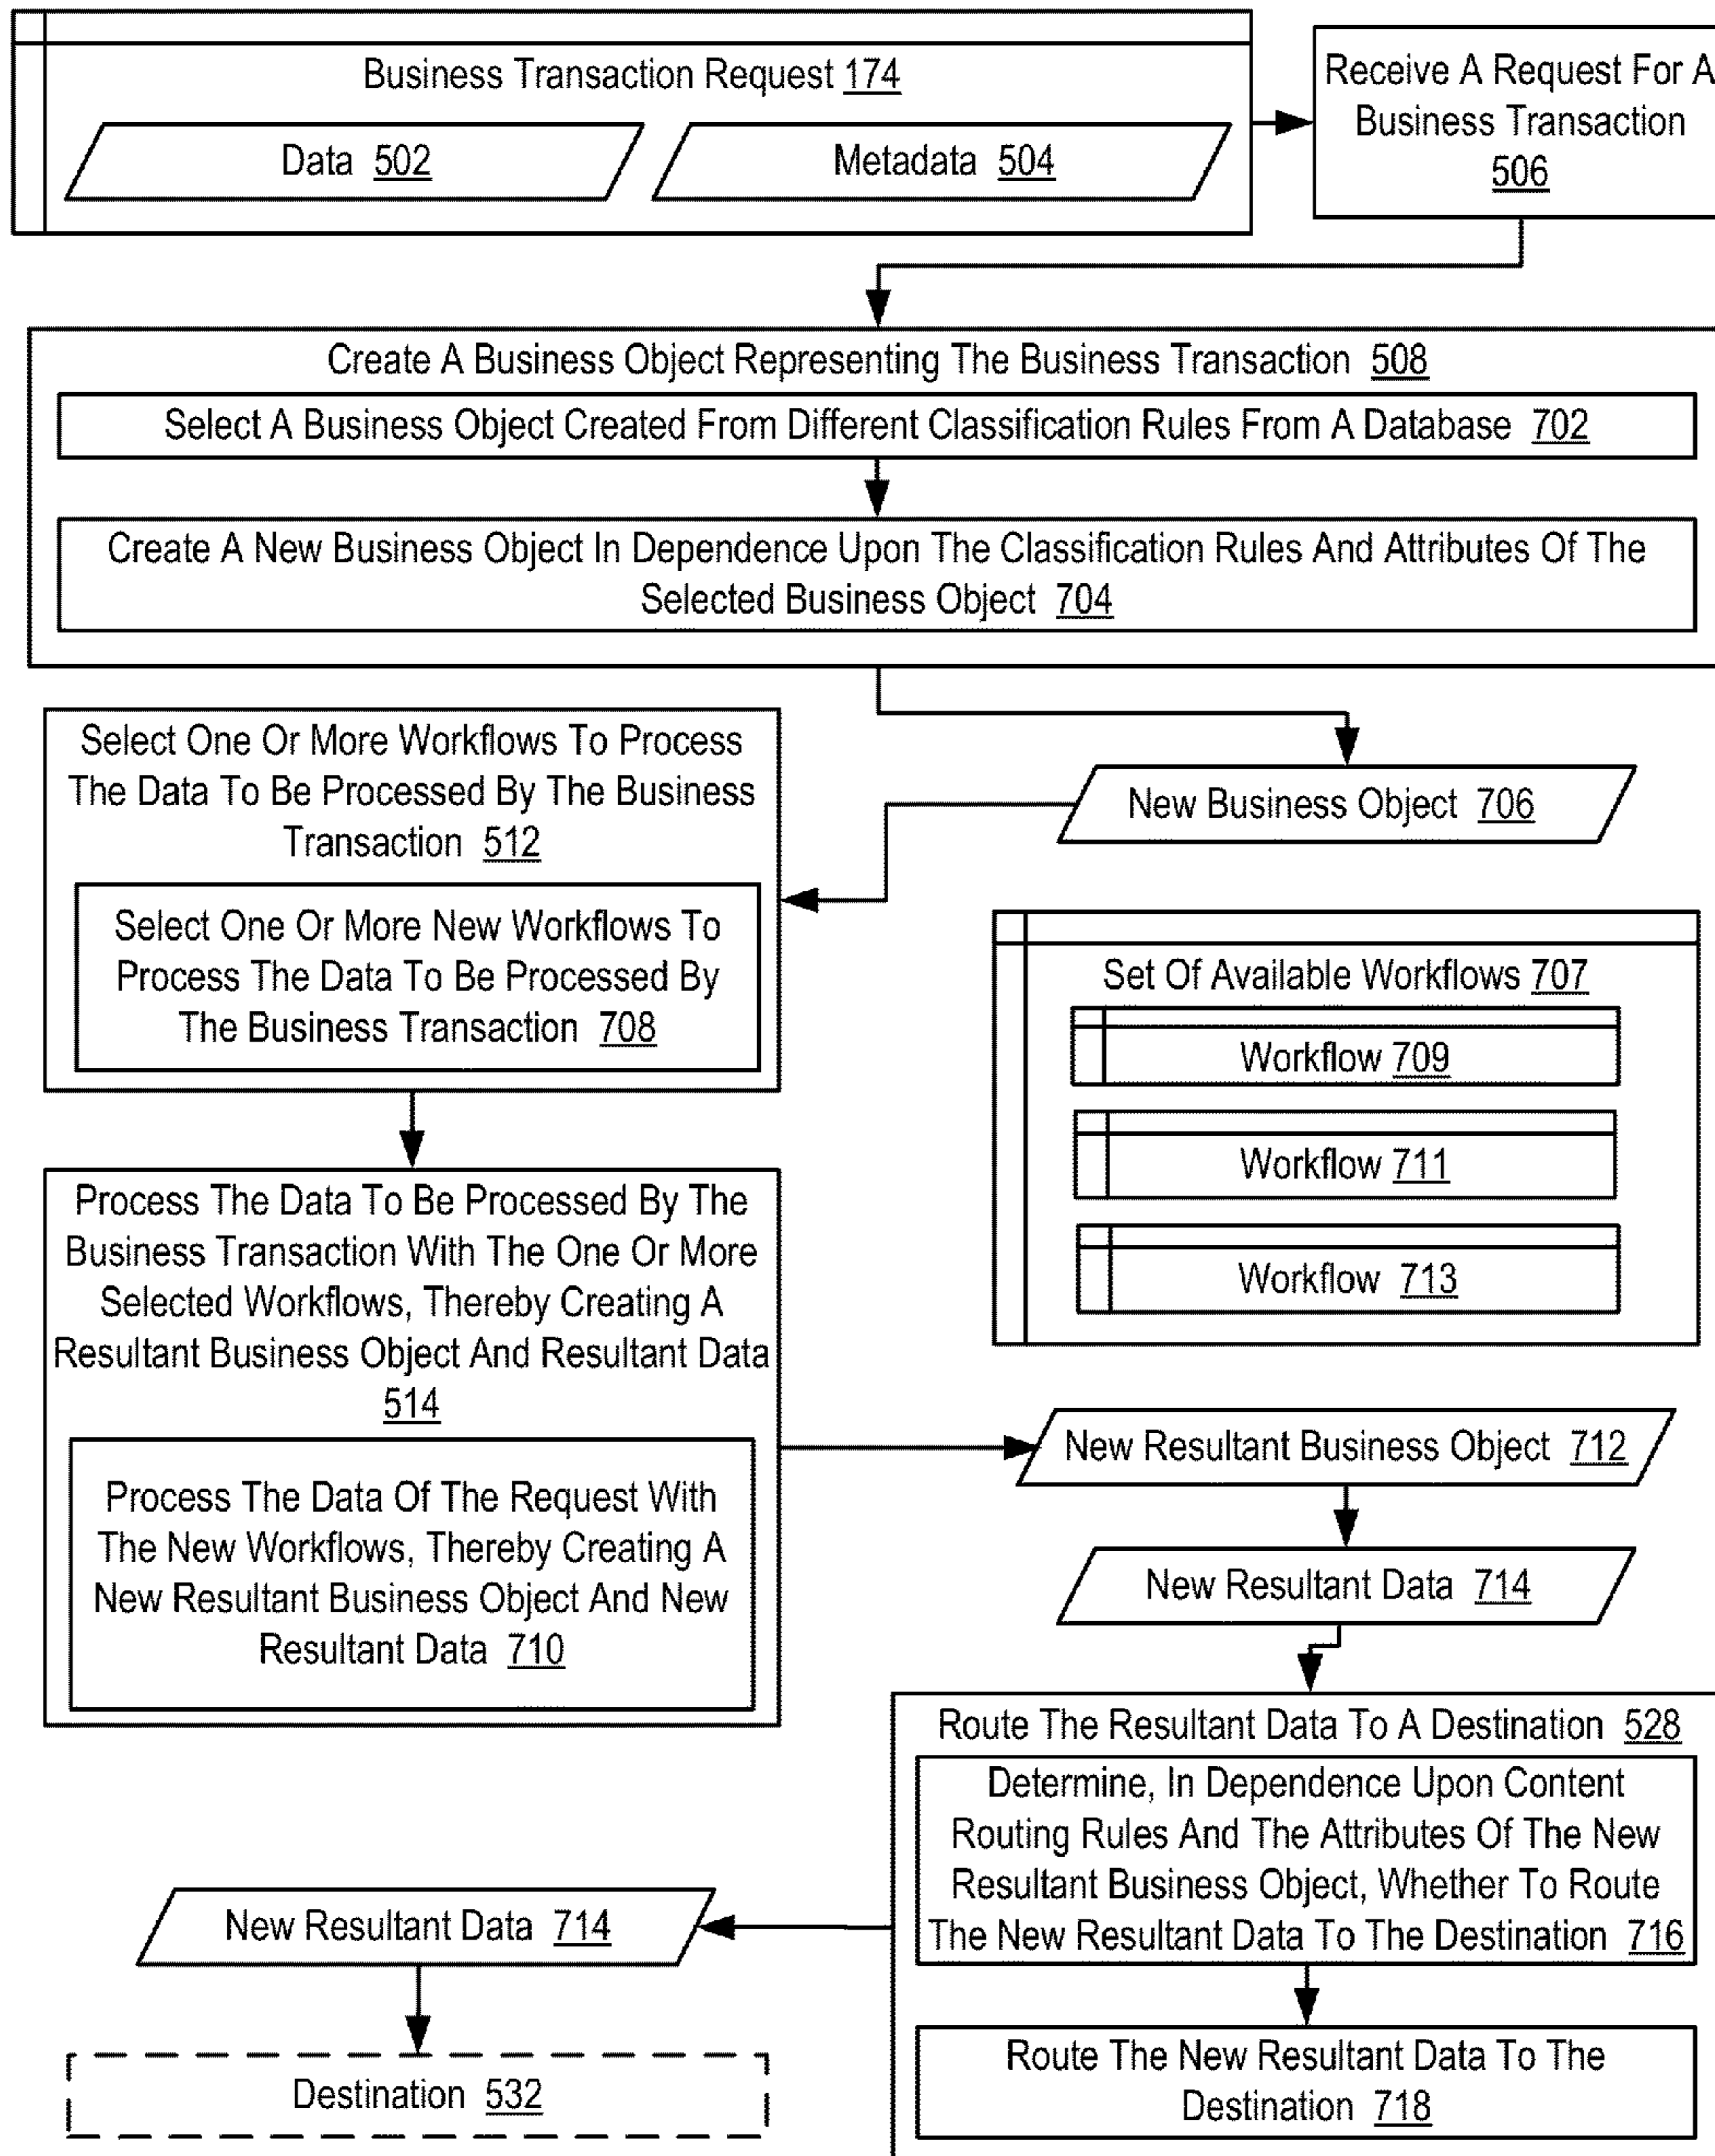 Business Transaction Request 174
Data 502
Metadata 504
Receive A Request For A
Business Transaction
506
Create A Business Object Representing The Business Transaction 508
Select A Business Object Created From Different Classification Rules From A Database 702
Create A New Business Object In Dependence Upon The Classification Rules And Attributes Of The
Selected Business Object 704
New Business Object 706
Select One Or More Workflows To Process
The Data To Be Processed By The Business
Transaction 512
Select One Or More New Workflows To
Process The Data To Be Processed By
The Business Transaction 708
Set Of Available Workflows 707
Workflow 709
Workflow 711
Workflow 713
Process The Data To Be Processed By The
Business Transaction With The One Or More
Selected Workflows, Thereby Creating A
Resultant Business Object And Resultant Data
514
Process The Data Of The Request With
The New Workflows, Thereby Creating A
New Resultant Business Object And New
Resultant Data 710
New Resultant Business Object 712
New Resultant Data 714
Route The Resultant Data To A Destination 528
Determine, In Dependence Upon Content
Routing Rules And The Attributes Of The New
Resultant Business Object, Whether To Route
The New Resultant Data To The Destination 716
Route The New Resultant Data To The
Destination 718
New Resultant Data 714
Destination 532